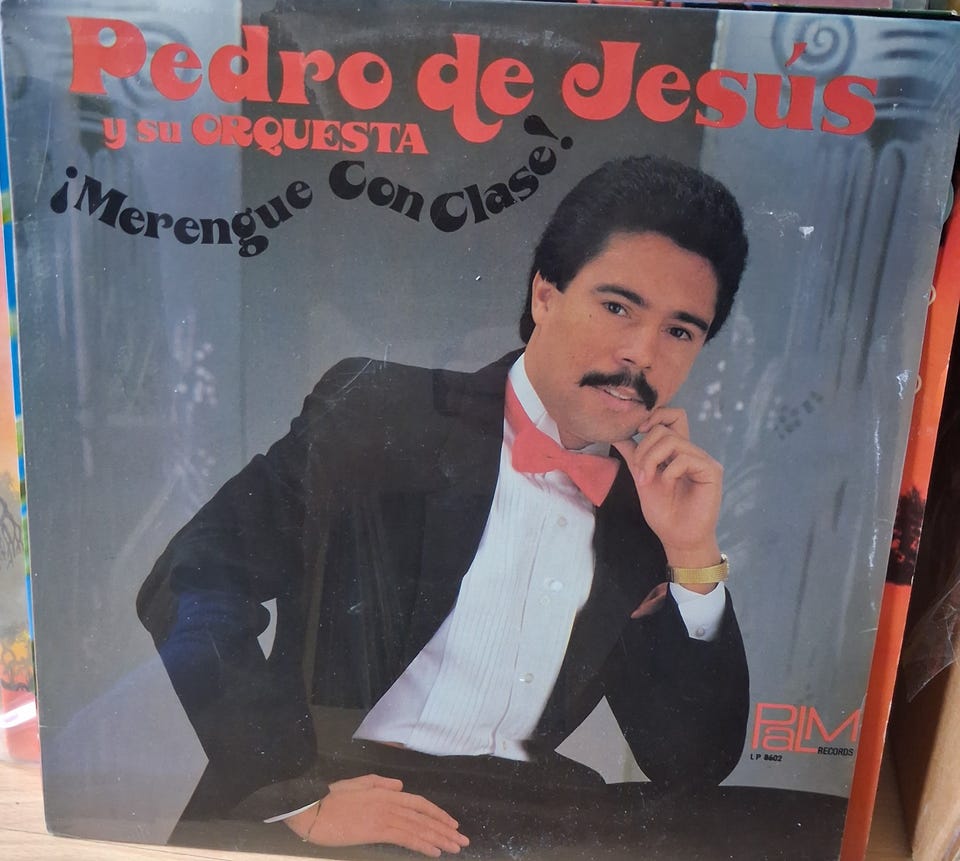 Pedro de Jesús
y su ORQUESTA
¡Merengue Con Clase!
PaLM
RECORDS
LP 8602